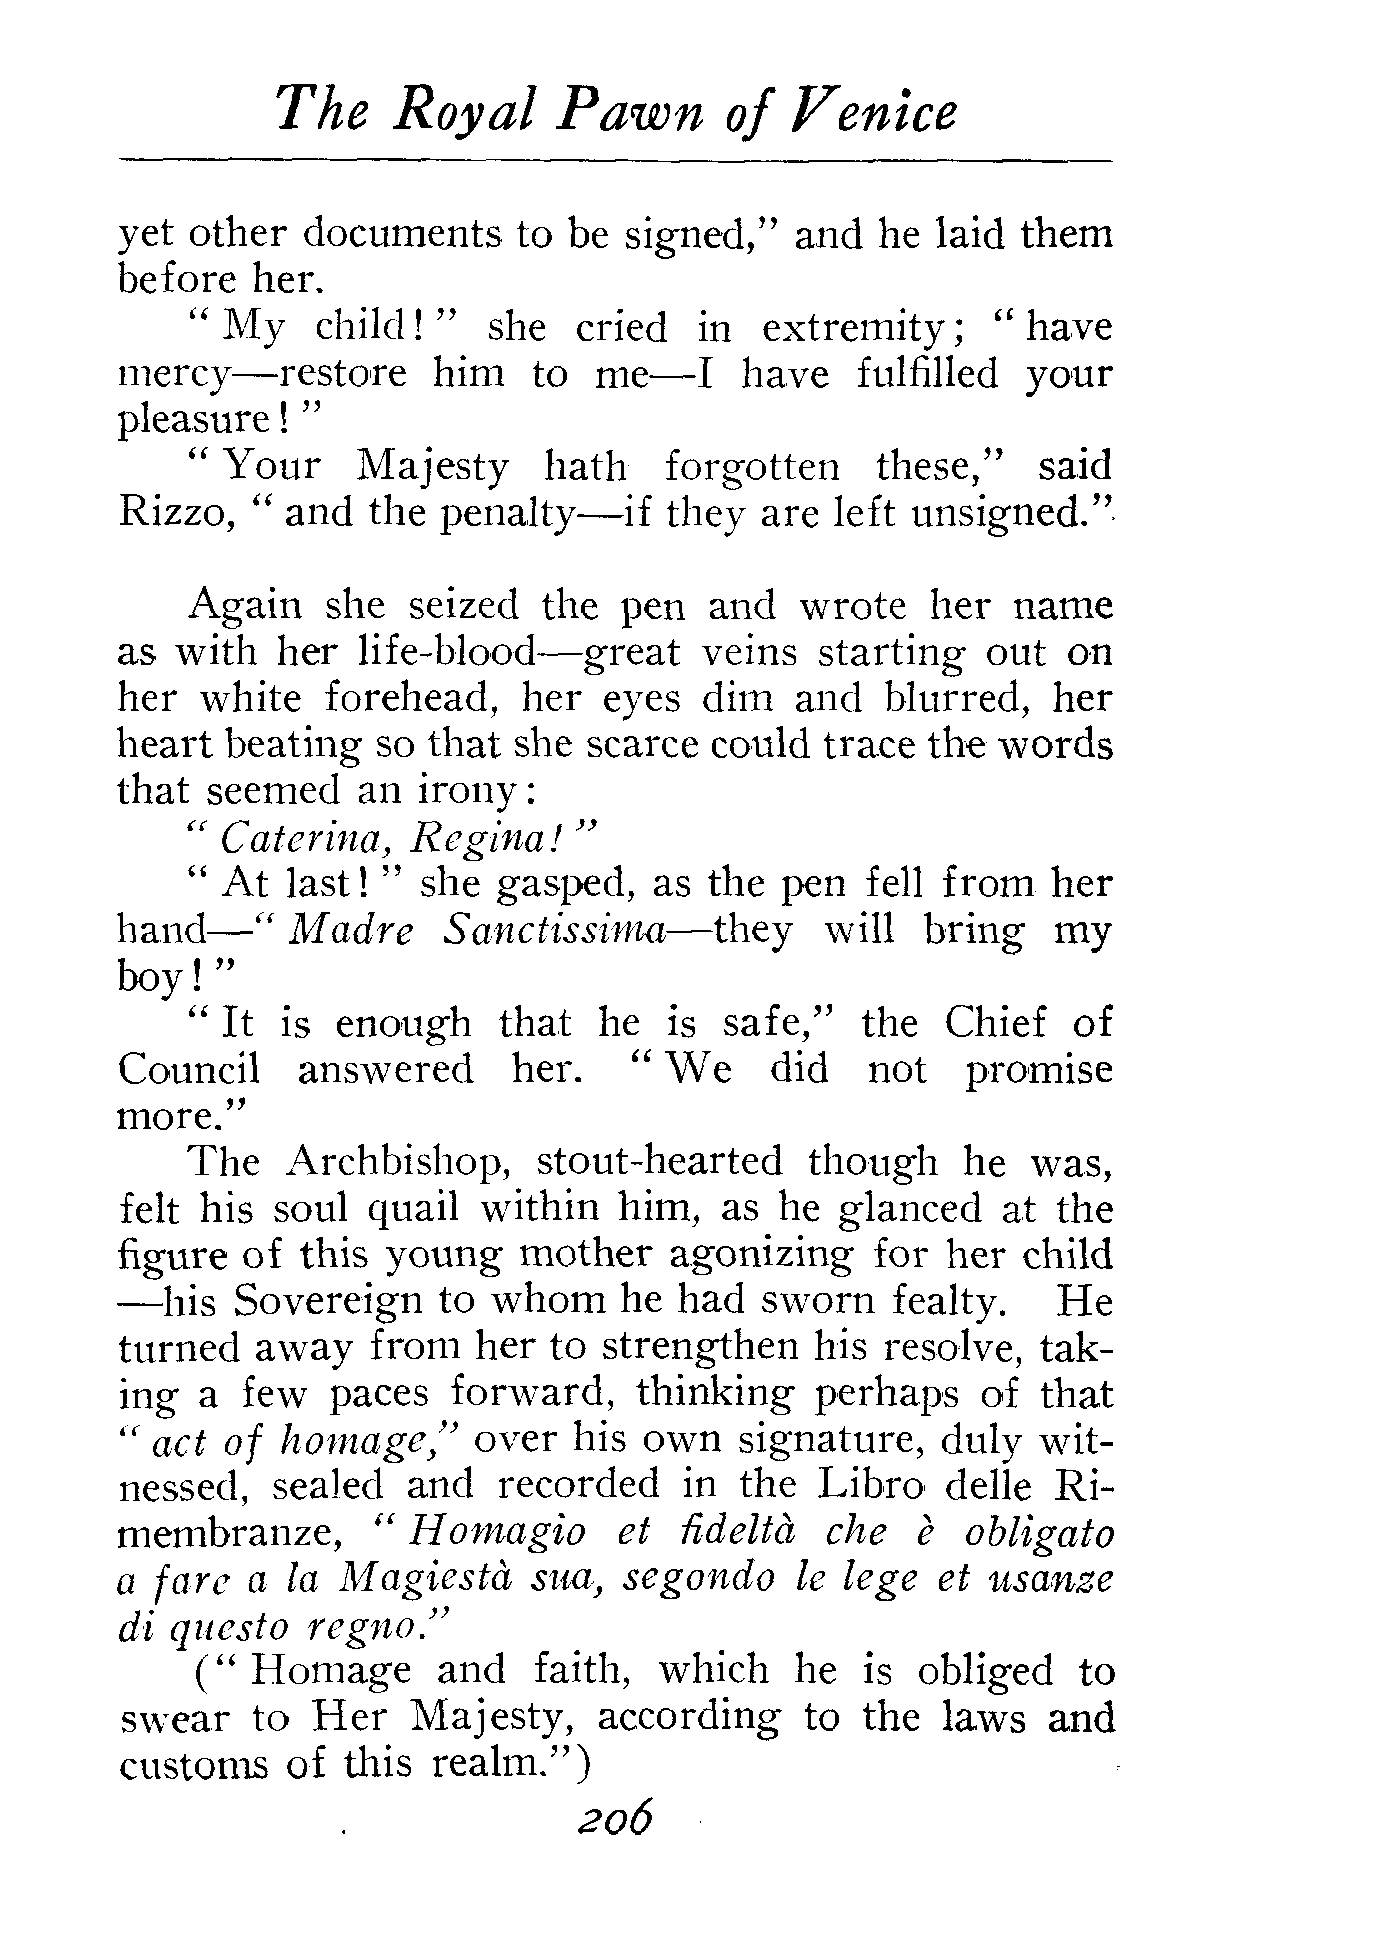 The Royal Pawn of Venice
yet other documents to be signed,” and he laid them
before her.
“ My child! ” she cried in extremity; “ have
mercy—restore him to me—I have fulfilled your
pleasure! ”
“ Your Majesty hath forgotten these,” said
Rizzo, “ and the penalty—if they are left unsigned.”
Again she seized the pen and wrote her name
as with her life-blood—great veins starting out on
her white forehead, her eyes dim and blurred, her
heart beating so that she scarce could trace the words
that seemed an irony:
“ Caterina, Regina! ”
“ At last! ” she gasped, as the pen fell from her
hand—“ Madre Sanctissima—they will bring my
boy! ”
“ It is enough that he is safe,” the Chief of
Council answered her. “ We did not promise
more.”
The Archbishop, stout-hearted though he was,
felt his soul quail within him, as he glanced at the
figure of this young mother agonizing for her child
—his Sovereign to whom he had sworn fealty. He
turned away from her to strengthen his resolve, tak-
ing a few paces forward, thinking perhaps of that
“ act of homage,” over his own signature, duly wit-
nessed, sealed and recorded in the Libro delle Ri-
membranze, “ Homagio et fideltà che è obligato
a fare a la Magiestà sua, segondo le lege et usanze
di questo regno.”
(“ Homage and faith, which he is obliged to
swear to Her Majesty, according to the laws and
customs of this realm.”)
206